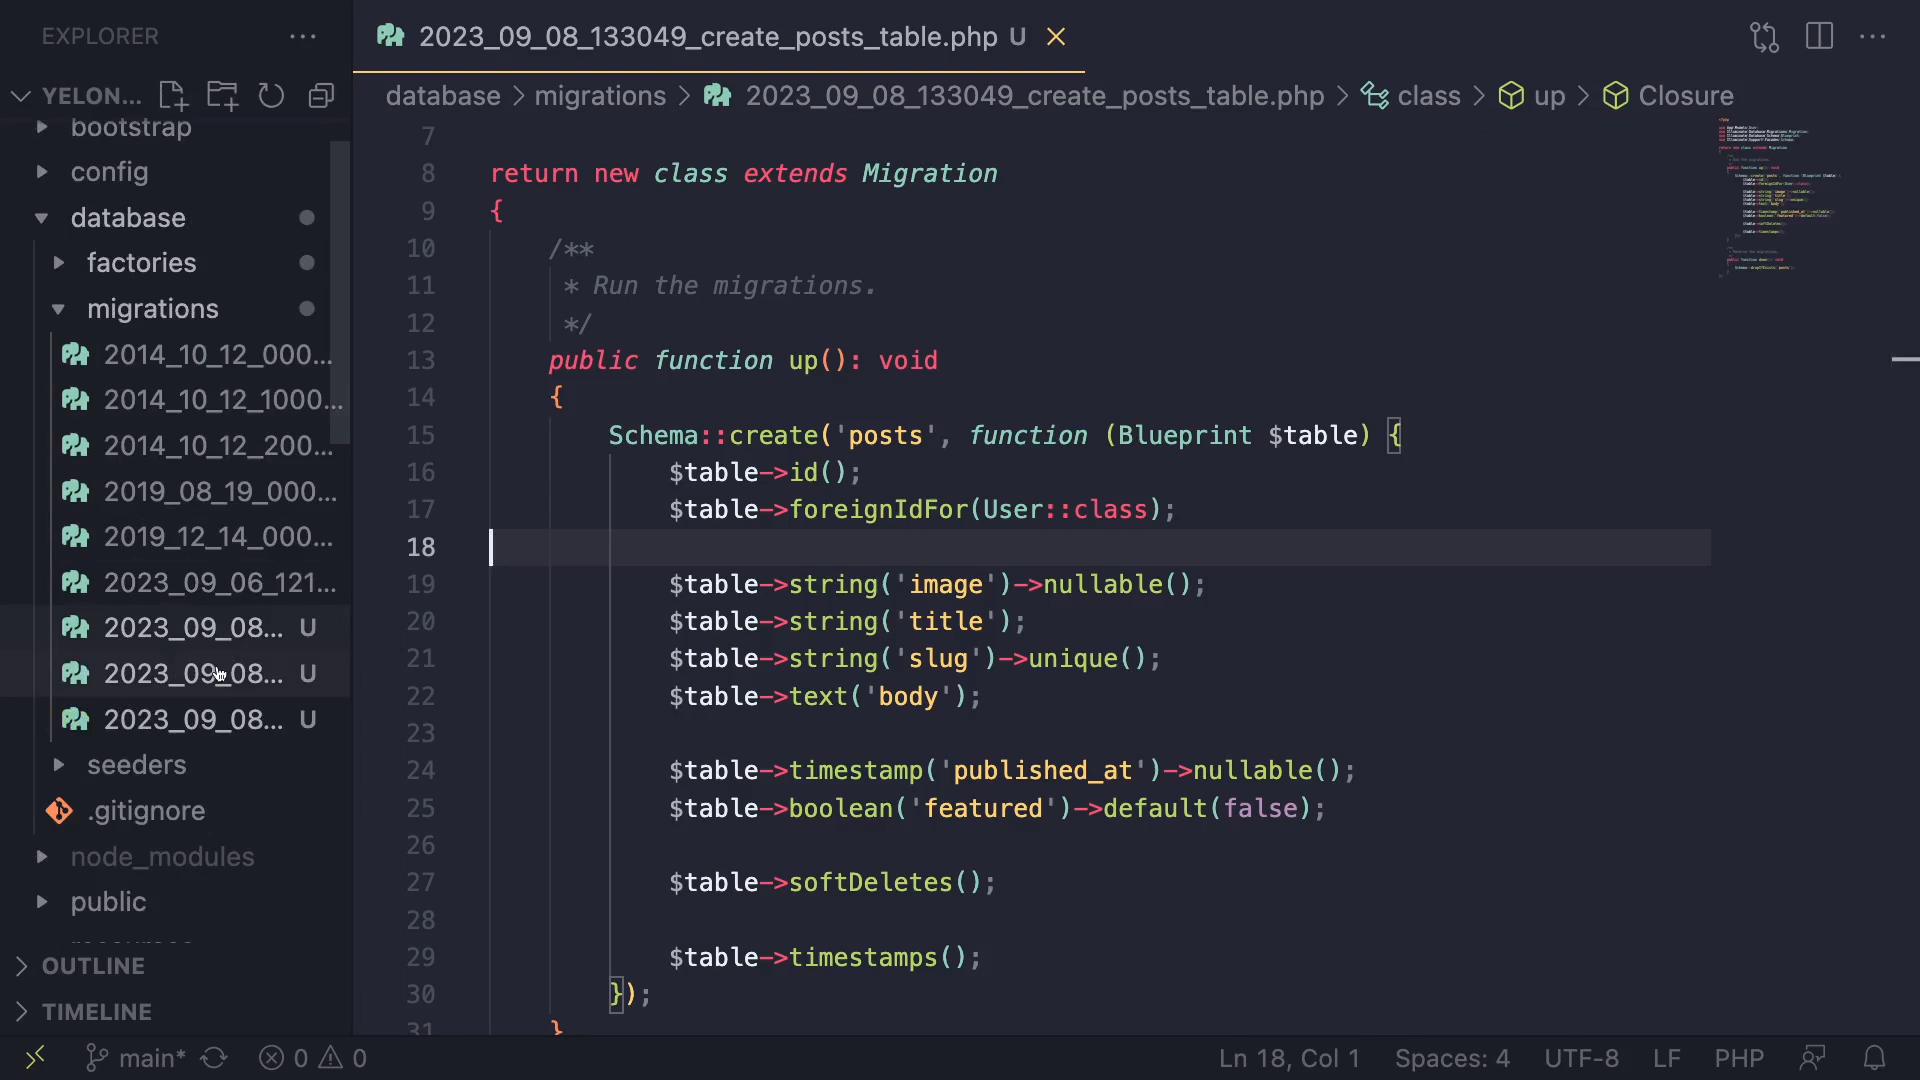 EXPLORER
YELON...
bootstrap
config
database
factories
migrations
2014_10_12_000...
2014_10_12_1000...
2014_10_12_200...
2019_08_19_000...
2019_12_14_000...
2023_09_06_121...
2023_09_08... U
2023_09_08... U
2023_09_08... U
seeders
.gitignore
node_modules
public
OUTLINE
TIMELINE
2023_09_08_133049_create_posts_table.php U
database > migrations > 2023_09_08_133049_create_posts_table.php > class > up > Closure
7
8 return new class extends Migration
9 {
10 /**
11 * Run the migrations.
12 */
13 public function up(): void
14 {
15 Schema::create('posts', function (Blueprint $table) {
16 $table->id();
17 $table->foreignIdFor(User::class);
18
19 $table->string('image')->nullable();
20 $table->string('title');
21 $table->string('slug')->unique();
22 $table->text('body');
23
24 $table->timestamp('published_at')->nullable();
25 $table->boolean('featured')->default(false);
26
27 $table->softDeletes();
28
29 $table->timestamps();
30 });
31 }
main* 0 0 Ln 18, Col 1 Spaces: 4 UTF-8 LF PHP